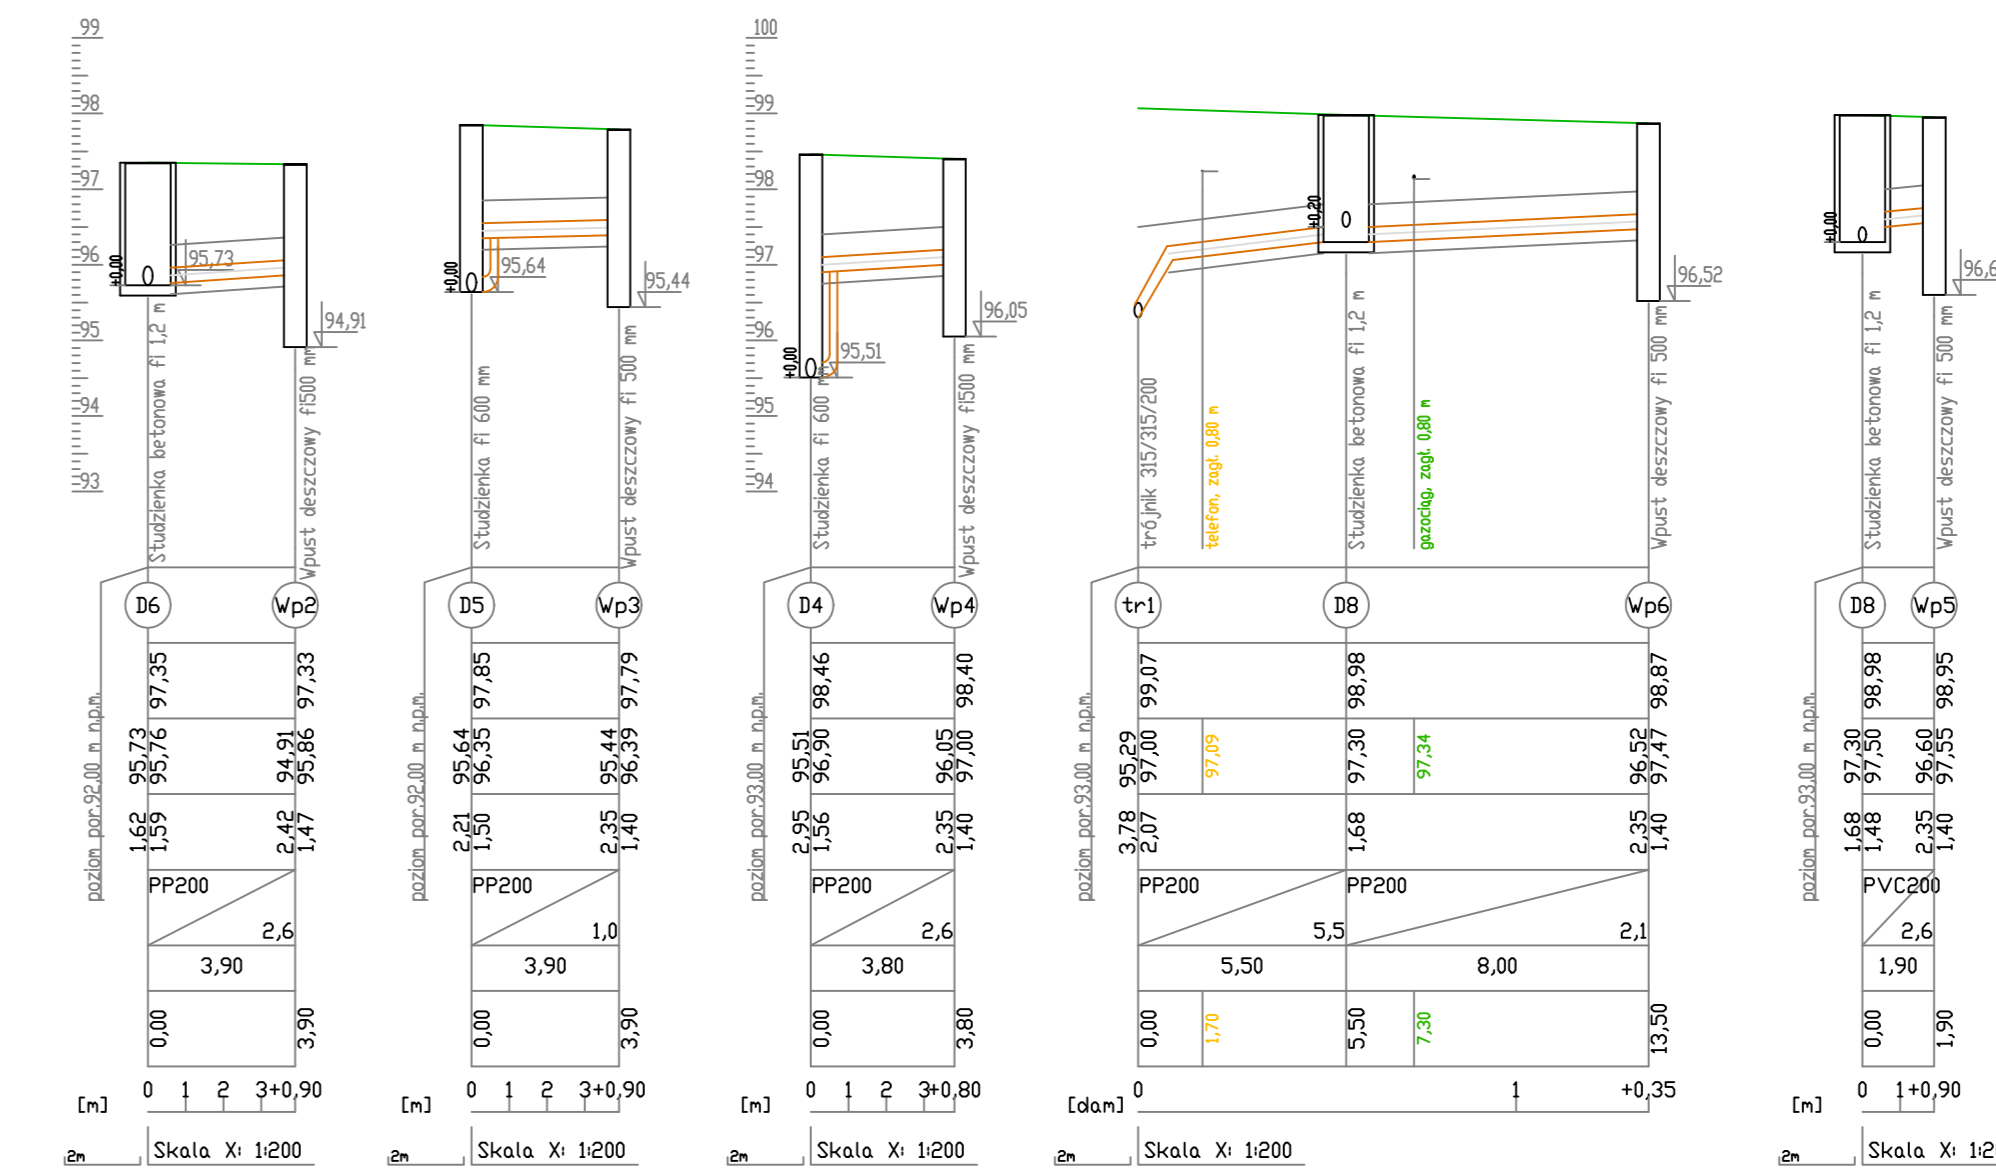 99
98
97
96
95
94
93
±0,00
95,73
94,91
Studzienka betonowa fi 1,2 m
Wpust deszczowy fi500 mm
poziom por.92,00 m n.p.m.
D6
Wp2
97,35
97,33
95,73
95,76
94,91
95,86
1,62
1,59
2,42
1,47
PP200
2,6
3,90
0,00
3,90
[m]
0 1 2 3+0,90
2m
Skala X: 1:200
±0,00
95,64
95,44
Studzienka fi 600 mm
Wpust deszczowy fi 500 mm
poziom por.92,00 m n.p.m.
D5
Wp3
97,85
97,79
95,64
96,35
95,44
96,39
2,21
1,50
2,35
1,40
PP200
1,0
3,90
0,00
3,90
[m]
0 1 2 3+0,90
2m
Skala X: 1:200
100
99
98
97
96
95
94
±0,00
95,51
96,05
Studzienka fi 600 mm
Wpust deszczowy fi500 mm
poziom por.93,00 m n.p.m.
D4
Wp4
98,46
98,40
95,51
96,90
96,05
97,00
2,95
1,56
2,35
1,40
PP200
2,6
3,80
0,00
3,80
[m]
0 1 2 3+0,80
2m
Skala X: 1:200
±0,20
96,52
trójnik 315/315/200
telefon, zagł. 0,80 m
Studzienka betonowa fi 1,2 m
gazociąg, zagł. 0,80 m
Wpust deszczowy fi 500 mm
poziom por.93,00 m n.p.m.
tr1
D8
Wp6
99,07
98,98
98,87
95,29
97,00
97,09
97,30
97,34
96,52
97,47
3,78
2,07
1,68
2,35
1,40
PP200
5,5
PP200
2,1
5,50
8,00
0,00
1,70
5,50
7,30
13,50
[dam]
0 1 +0,35
2m
Skala X: 1:200
±0,00
96,6
Studzienka betonowa fi 1,2 m
Wpust deszczowy fi 500 mm
poziom por.93,00 m n.p.m.
D8
Wp5
98,98
98,95
97,30
97,50
96,60
97,55
1,68
1,48
2,35
1,40
PVC200
2,6
1,90
0,00
1,90
[m]
0 1+0,90
2m
Skala X: 1:2